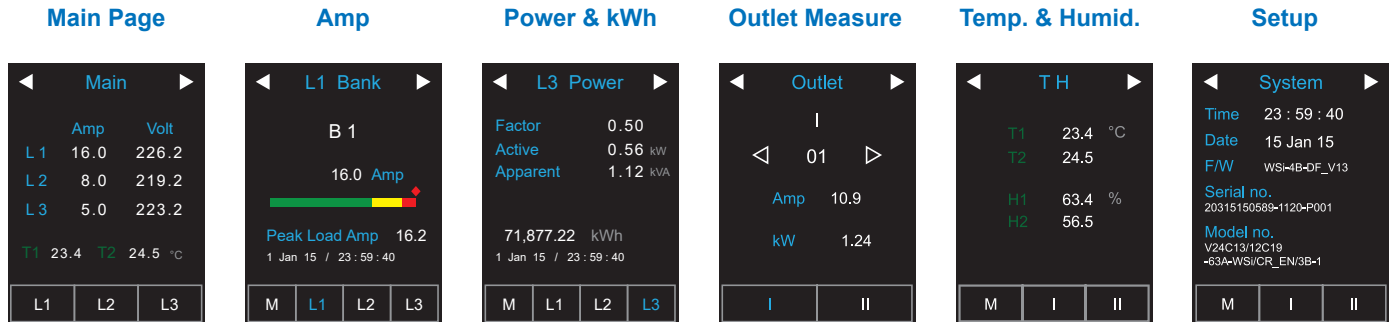 Main Page
Amp
Power & kWh
Outlet Measure
Temp. & Humid.
Setup
Main
Amp Volt
L 1 16.0 226.2
L 2 8.0 219.2
L 3 5.0 223.2
T1 23.4 T2 24.5 °C
L1 L2 L3
L1 Bank
B 1
16.0 Amp
Peak Load Amp 16.2
1 Jan 15 / 23 : 59 : 40
M L1 L2 L3
L3 Power
Factor 0.50
Active 0.56 kW
Apparent 1.12 kVA
71,877.22 kWh
1 Jan 15 / 23 : 59 : 40
M L1 L2 L3
Outlet
I
01
Amp 10.9
kW 1.24
I II
T H
T1 23.4 °C
T2 24.5
H1 63.4 %
H2 56.5
M I II
System
Time 23 : 59 : 40
Date 15 Jan 15
F/W WSi-4B-DF_V13
Serial no.
20315150589-1120-P001
Model no.
V24C13/12C19
-63A-WSi/CR_EN/3B-1
M I II